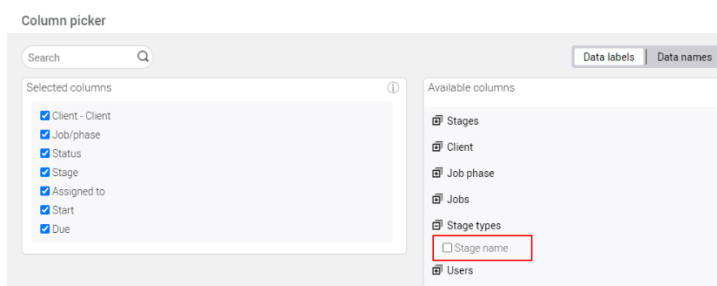 Column picker
Search
Data labels
Data names
Selected columns
Client - Client
Job/phase
Status
Stage
Assigned to
Start
Due
Available columns
Stages
Client
Job phase
Jobs
Stage types
Stage name
Users